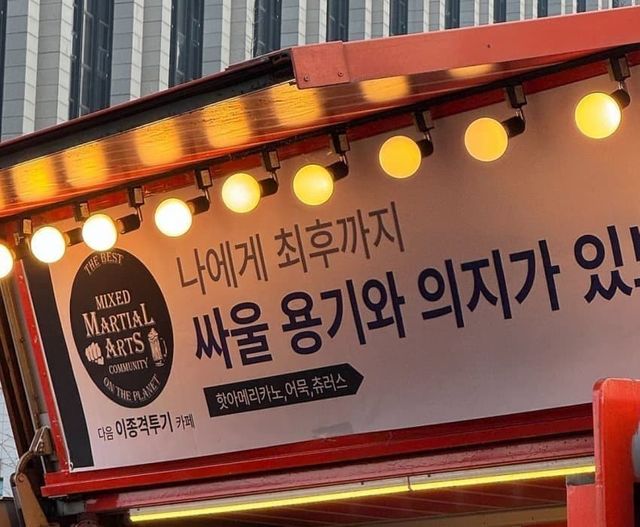 THE BEST
MIXED
MARTIAL
ARTS
COMMUNITY
ON THE PLANET
다음 이종격투기 카페
나에게 최후까지
싸울 용기와 의지가
핫아메리카노,어묵,츄러스